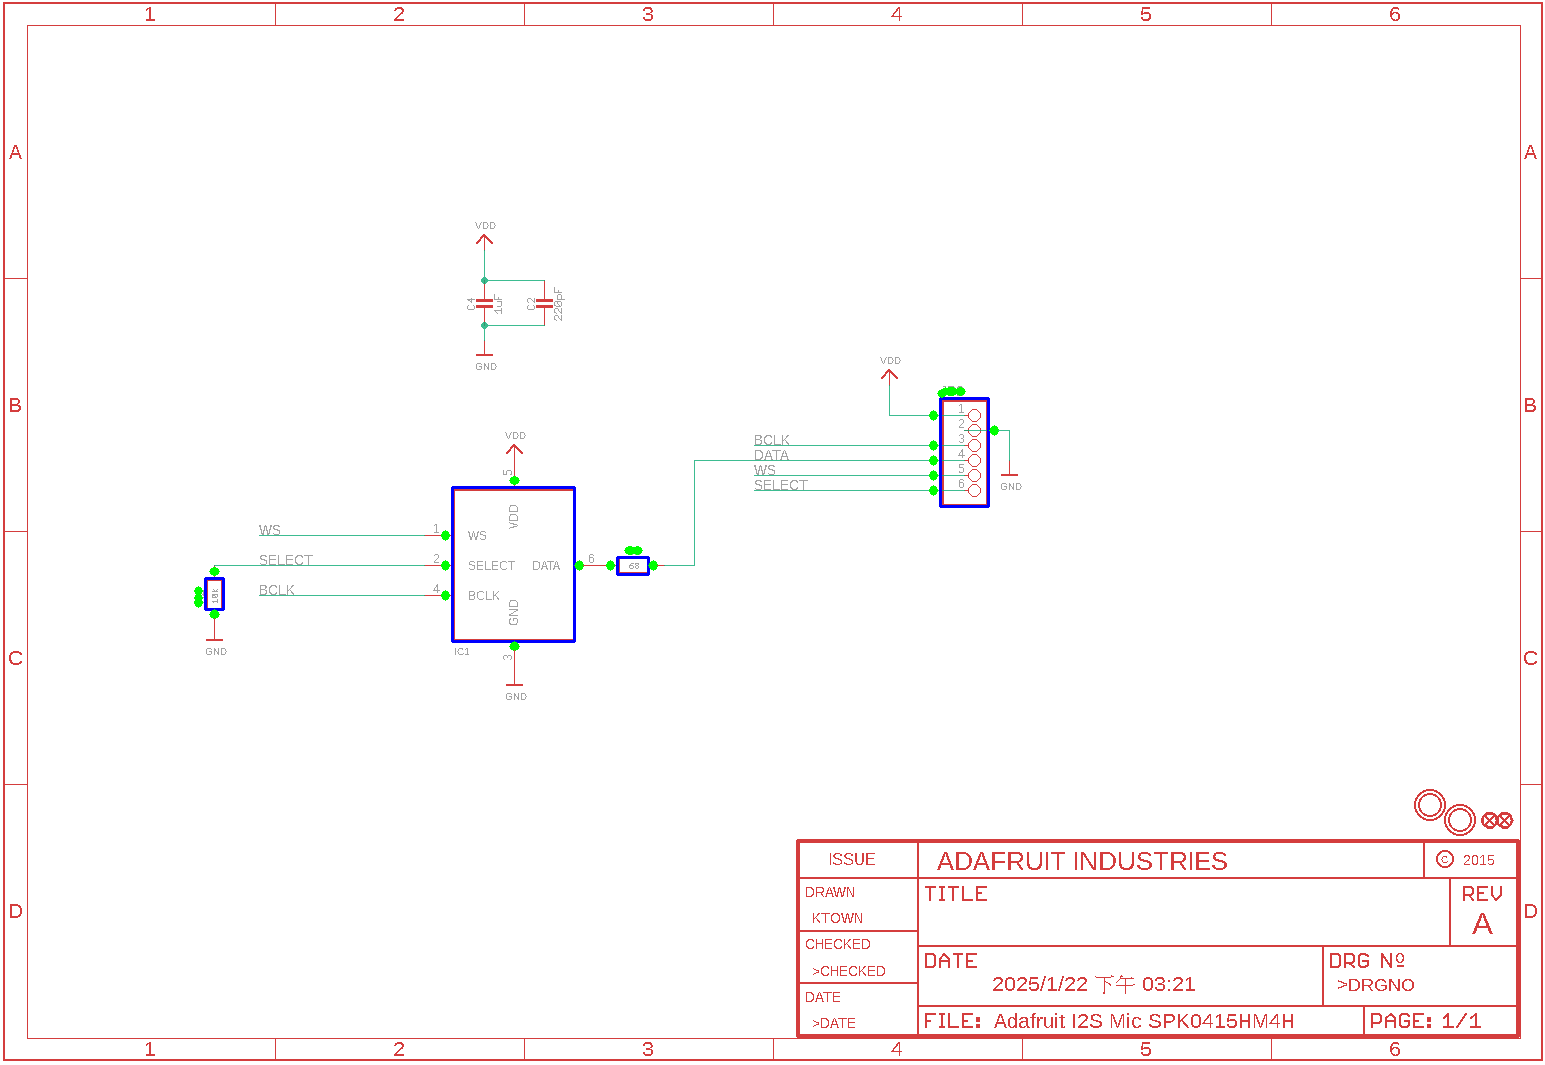 1 2 3 4 5 6
A A
VDD
C4 1uF C2 220pF
GND
B B
VDD
1
2
BCLK 3
DATA 4
WS 5
SELECT 6
GND
VDD
5
VDD
WS 1 WS
SELECT 2 SELECT DATA 6 68
BCLK 4 BCLK
10k
GND
GND
IC1 3
GND
C C
D D
ISSUE ADAFRUIT INDUSTRIES © 2015
DRAWN TITLE REV
KTOWN A
CHECKED
>CHECKED
DATE DRG Nº
2025/1/22 下午 03:21 >DRGNO
DATE
>DATE
FILE: Adafruit I2S Mic SPK0415HM4H PAGE: 1/1
1 2 3 4 5 6